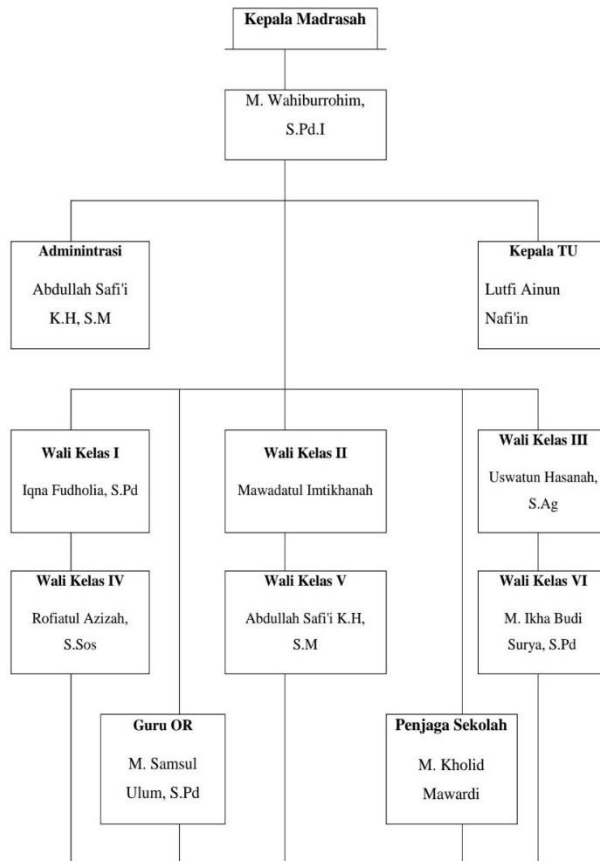 Kepala Madrasah
M. Wahiburrohim,
S.Pd.I
Adminintrasi
Abdullah Safi'i
K.H, S.M
Kepala TU
Lutfi Ainun
Nafi'in
Wali Kelas I
Iqna Fudholia, S.Pd
Wali Kelas II
Mawadatul Imtikhanah
Wali Kelas III
Uswatun Hasanah,
S.Ag
Wali Kelas IV
Rofiatul Azizah,
S.Sos
Wali Kelas V
Abdullah Safi'i K.H,
S.M
Wali Kelas VI
M. Ikha Budi
Surya, S.Pd
Guru OR
M. Samsul
Ulum, S.Pd
Penjaga Sekolah
M. Kholid
Mawardi